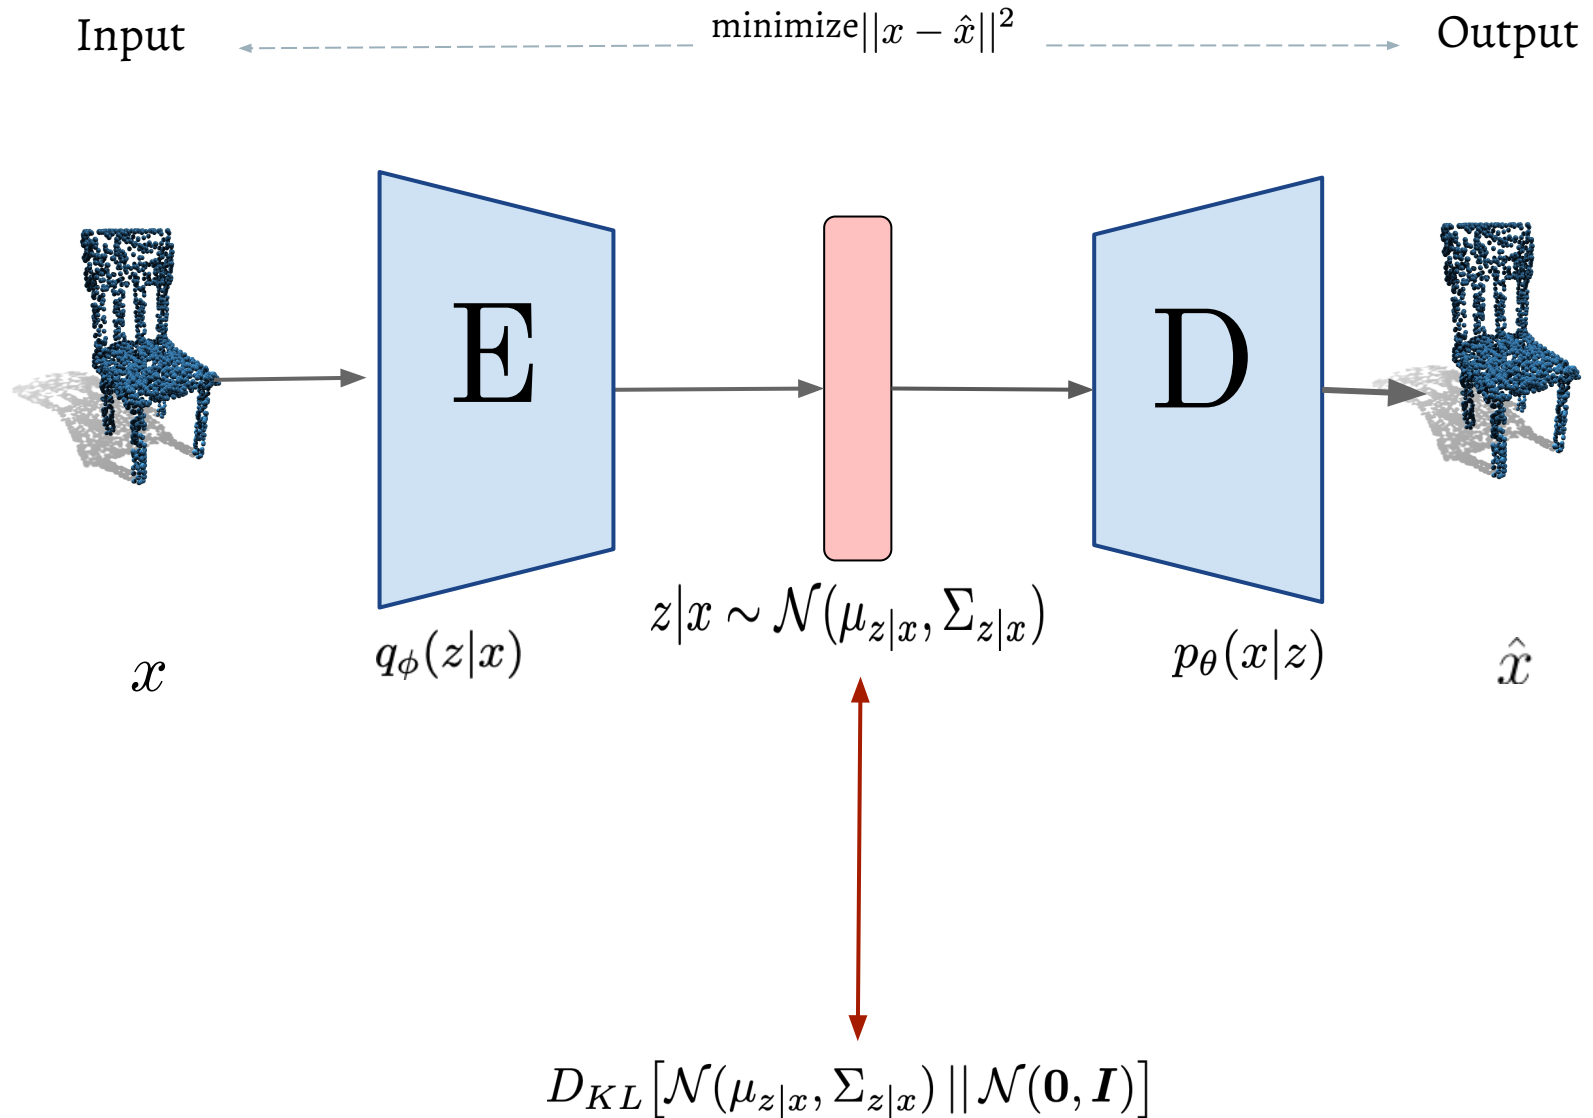 Input
minimize||x − x̂||²
Output
E
D
z|x ∼ 𝒩(μ_{z|x}, Σ_{z|x})
x
q_ϕ(z|x)
p_θ(x|z)
x̂
D_{KL}[𝒩(μ_{z|x}, Σ_{z|x}) || 𝒩(𝟎, 𝑰)]